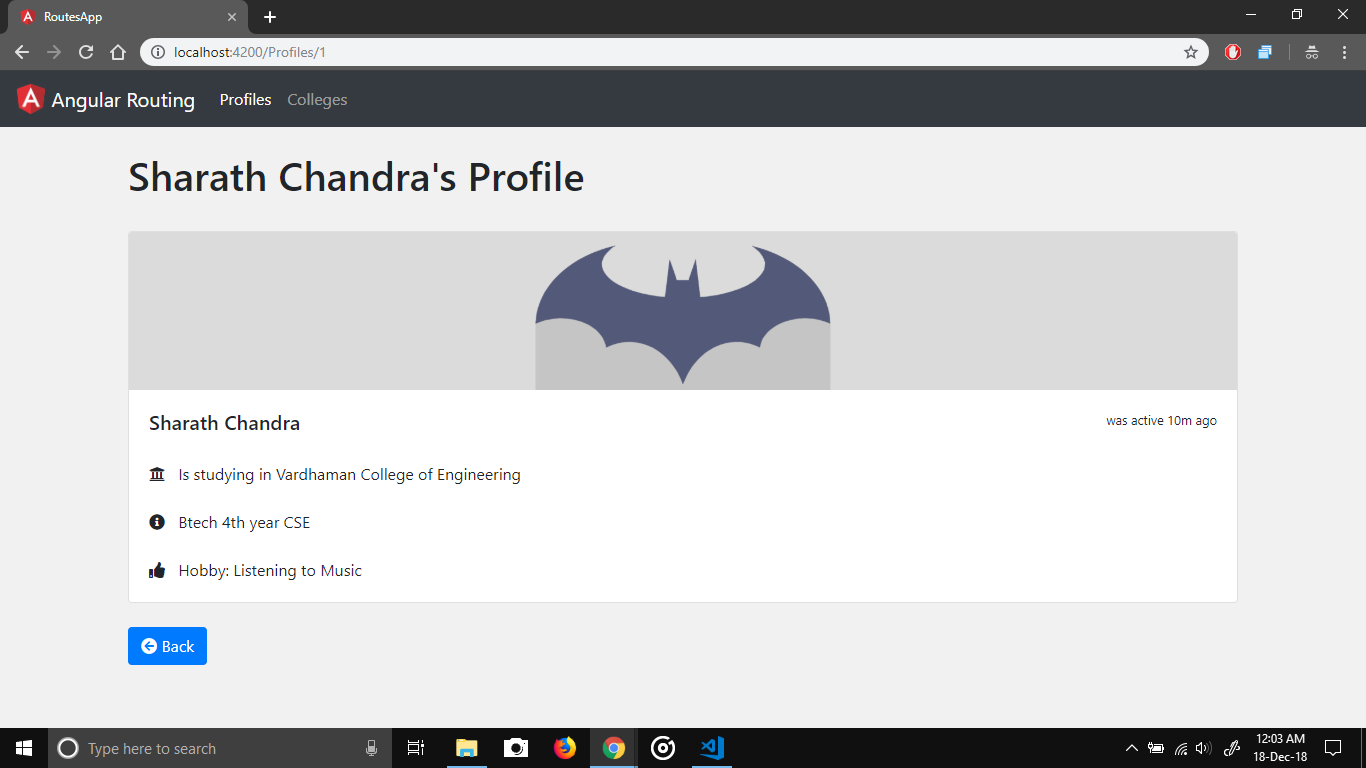 RoutesApp
localhost:4200/Profiles/1
Angular Routing Profiles Colleges
Sharath Chandra's Profile
Sharath Chandra was active 10m ago
Is studying in Vardhaman College of Engineering
Btech 4th year CSE
Hobby: Listening to Music
Back
Type here to search
12:03 AM
18-Dec-18